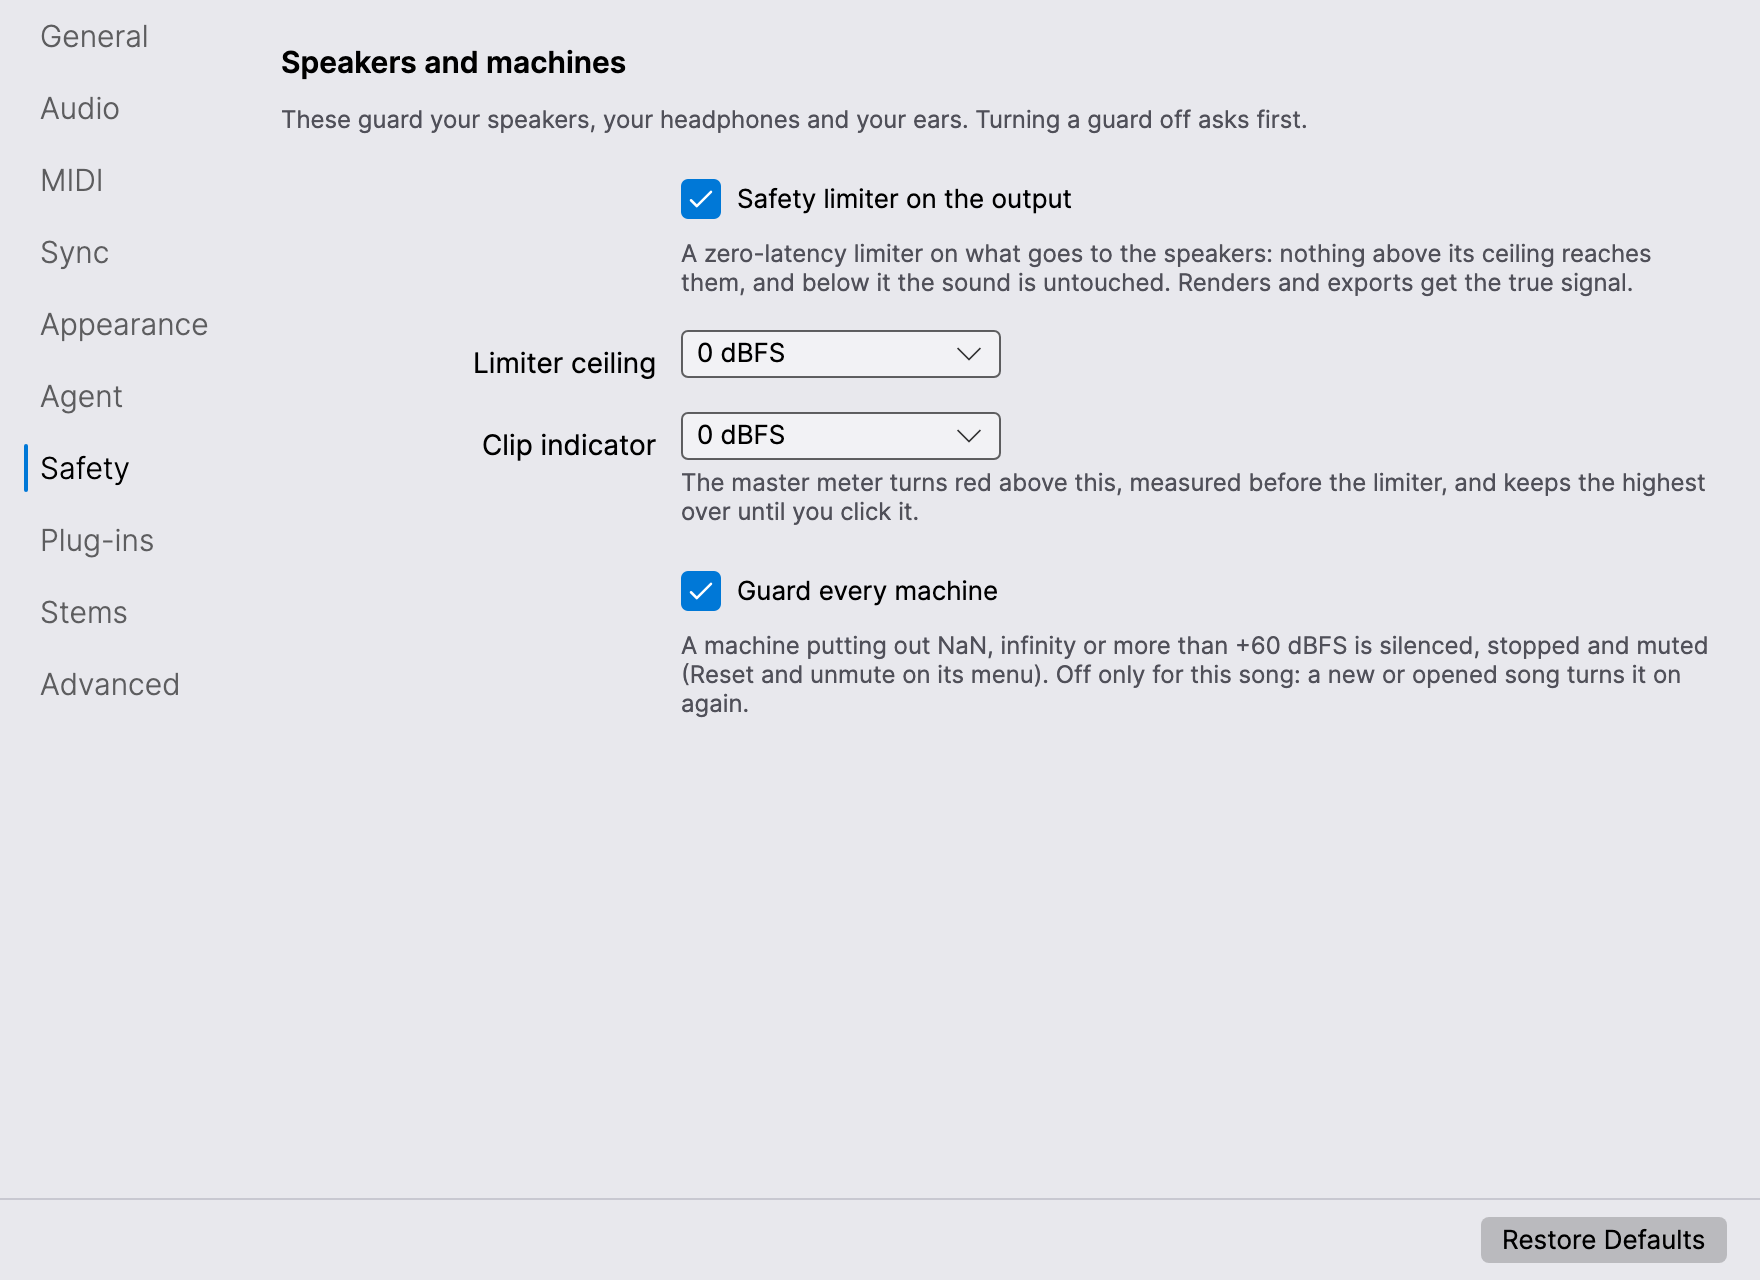 General
Audio
MIDI
Sync
Appearance
Agent
Safety
Plug-ins
Stems
Advanced
Speakers and machines
These guard your speakers, your headphones and your ears. Turning a guard off asks first.
Safety limiter on the output
A zero-latency limiter on what goes to the speakers: nothing above its ceiling reaches
them, and below it the sound is untouched. Renders and exports get the true signal.
Limiter ceiling 0 dBFS
Clip indicator 0 dBFS
The master meter turns red above this, measured before the limiter, and keeps the highest
over until you click it.
Guard every machine
A machine putting out NaN, infinity or more than +60 dBFS is silenced, stopped and muted
(Reset and unmute on its menu). Off only for this song: a new or opened song turns it on
again.
Restore Defaults